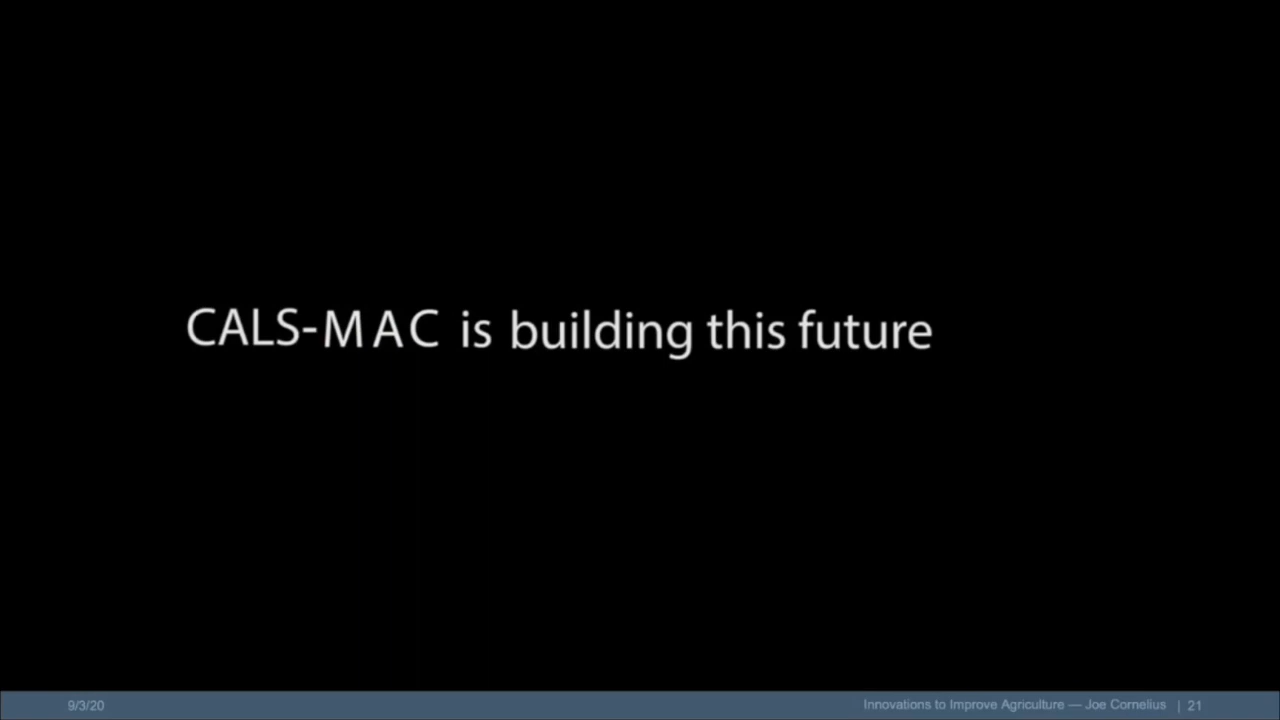 CALS-MAC is building this future
9/3/20
Innovations to Improve Agriculture — Joe Cornelius | 21